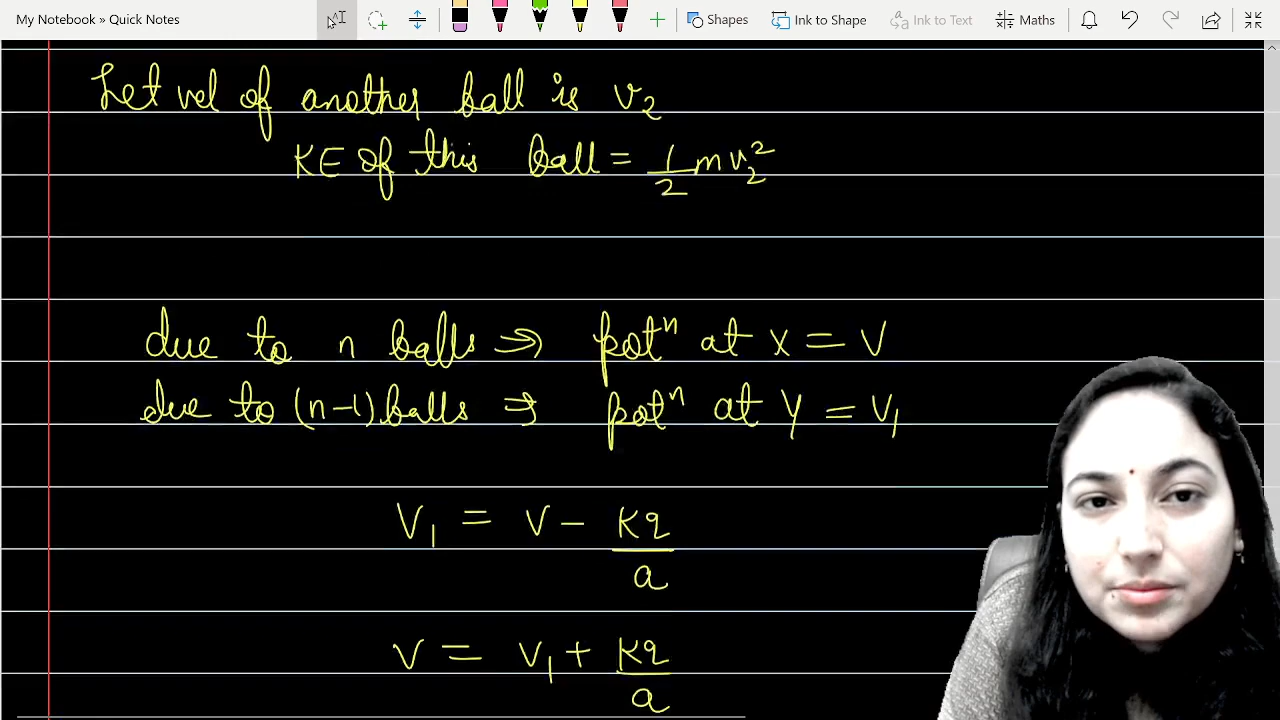 My Notebook » Quick Notes
Shapes Ink to Shape Ink to Text Maths
Let vel of another ball is v₂
KE of this ball = 1/2 m v₂²
due to n balls ⇒ potⁿ at X = V
due to (n-1) balls ⇒ potⁿ at Y = V₁
V₁ = V - Kq/a
V = V₁ + Kq/a